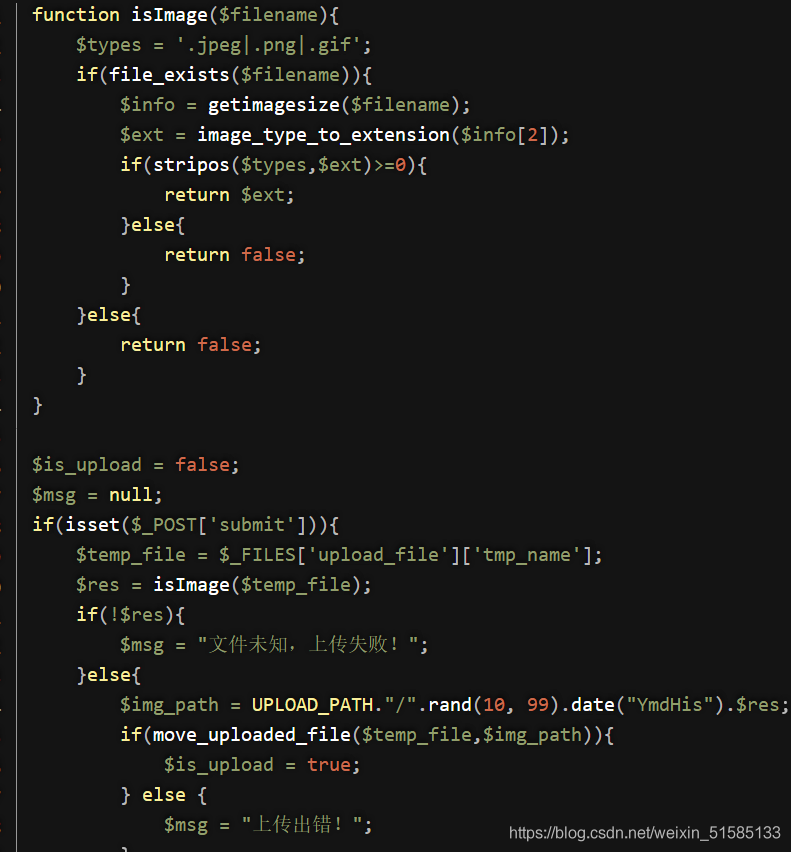 function isImage($filename){
    $types = '.jpeg|.png|.gif';
    if(file_exists($filename)){
        $info = getimagesize($filename);
        $ext = image_type_to_extension($info[2]);
        if(stripos($types,$ext)>=0){
            return $ext;
        }else{
            return false;
        }
    }else{
        return false;
    }
}

$is_upload = false;
$msg = null;
if(isset($_POST['submit'])){
    $temp_file = $_FILES['upload_file']['tmp_name'];
    $res = isImage($temp_file);
    if(!$res){
        $msg = "文件未知，上传失败！";
    }else{
        $img_path = UPLOAD_PATH."/".rand(10, 99).date("YmdHis").$res;
        if(move_uploaded_file($temp_file,$img_path)){
            $is_upload = true;
        } else {
            $msg = "上传出错！";
https://blog.csdn.net/weixin_51585133